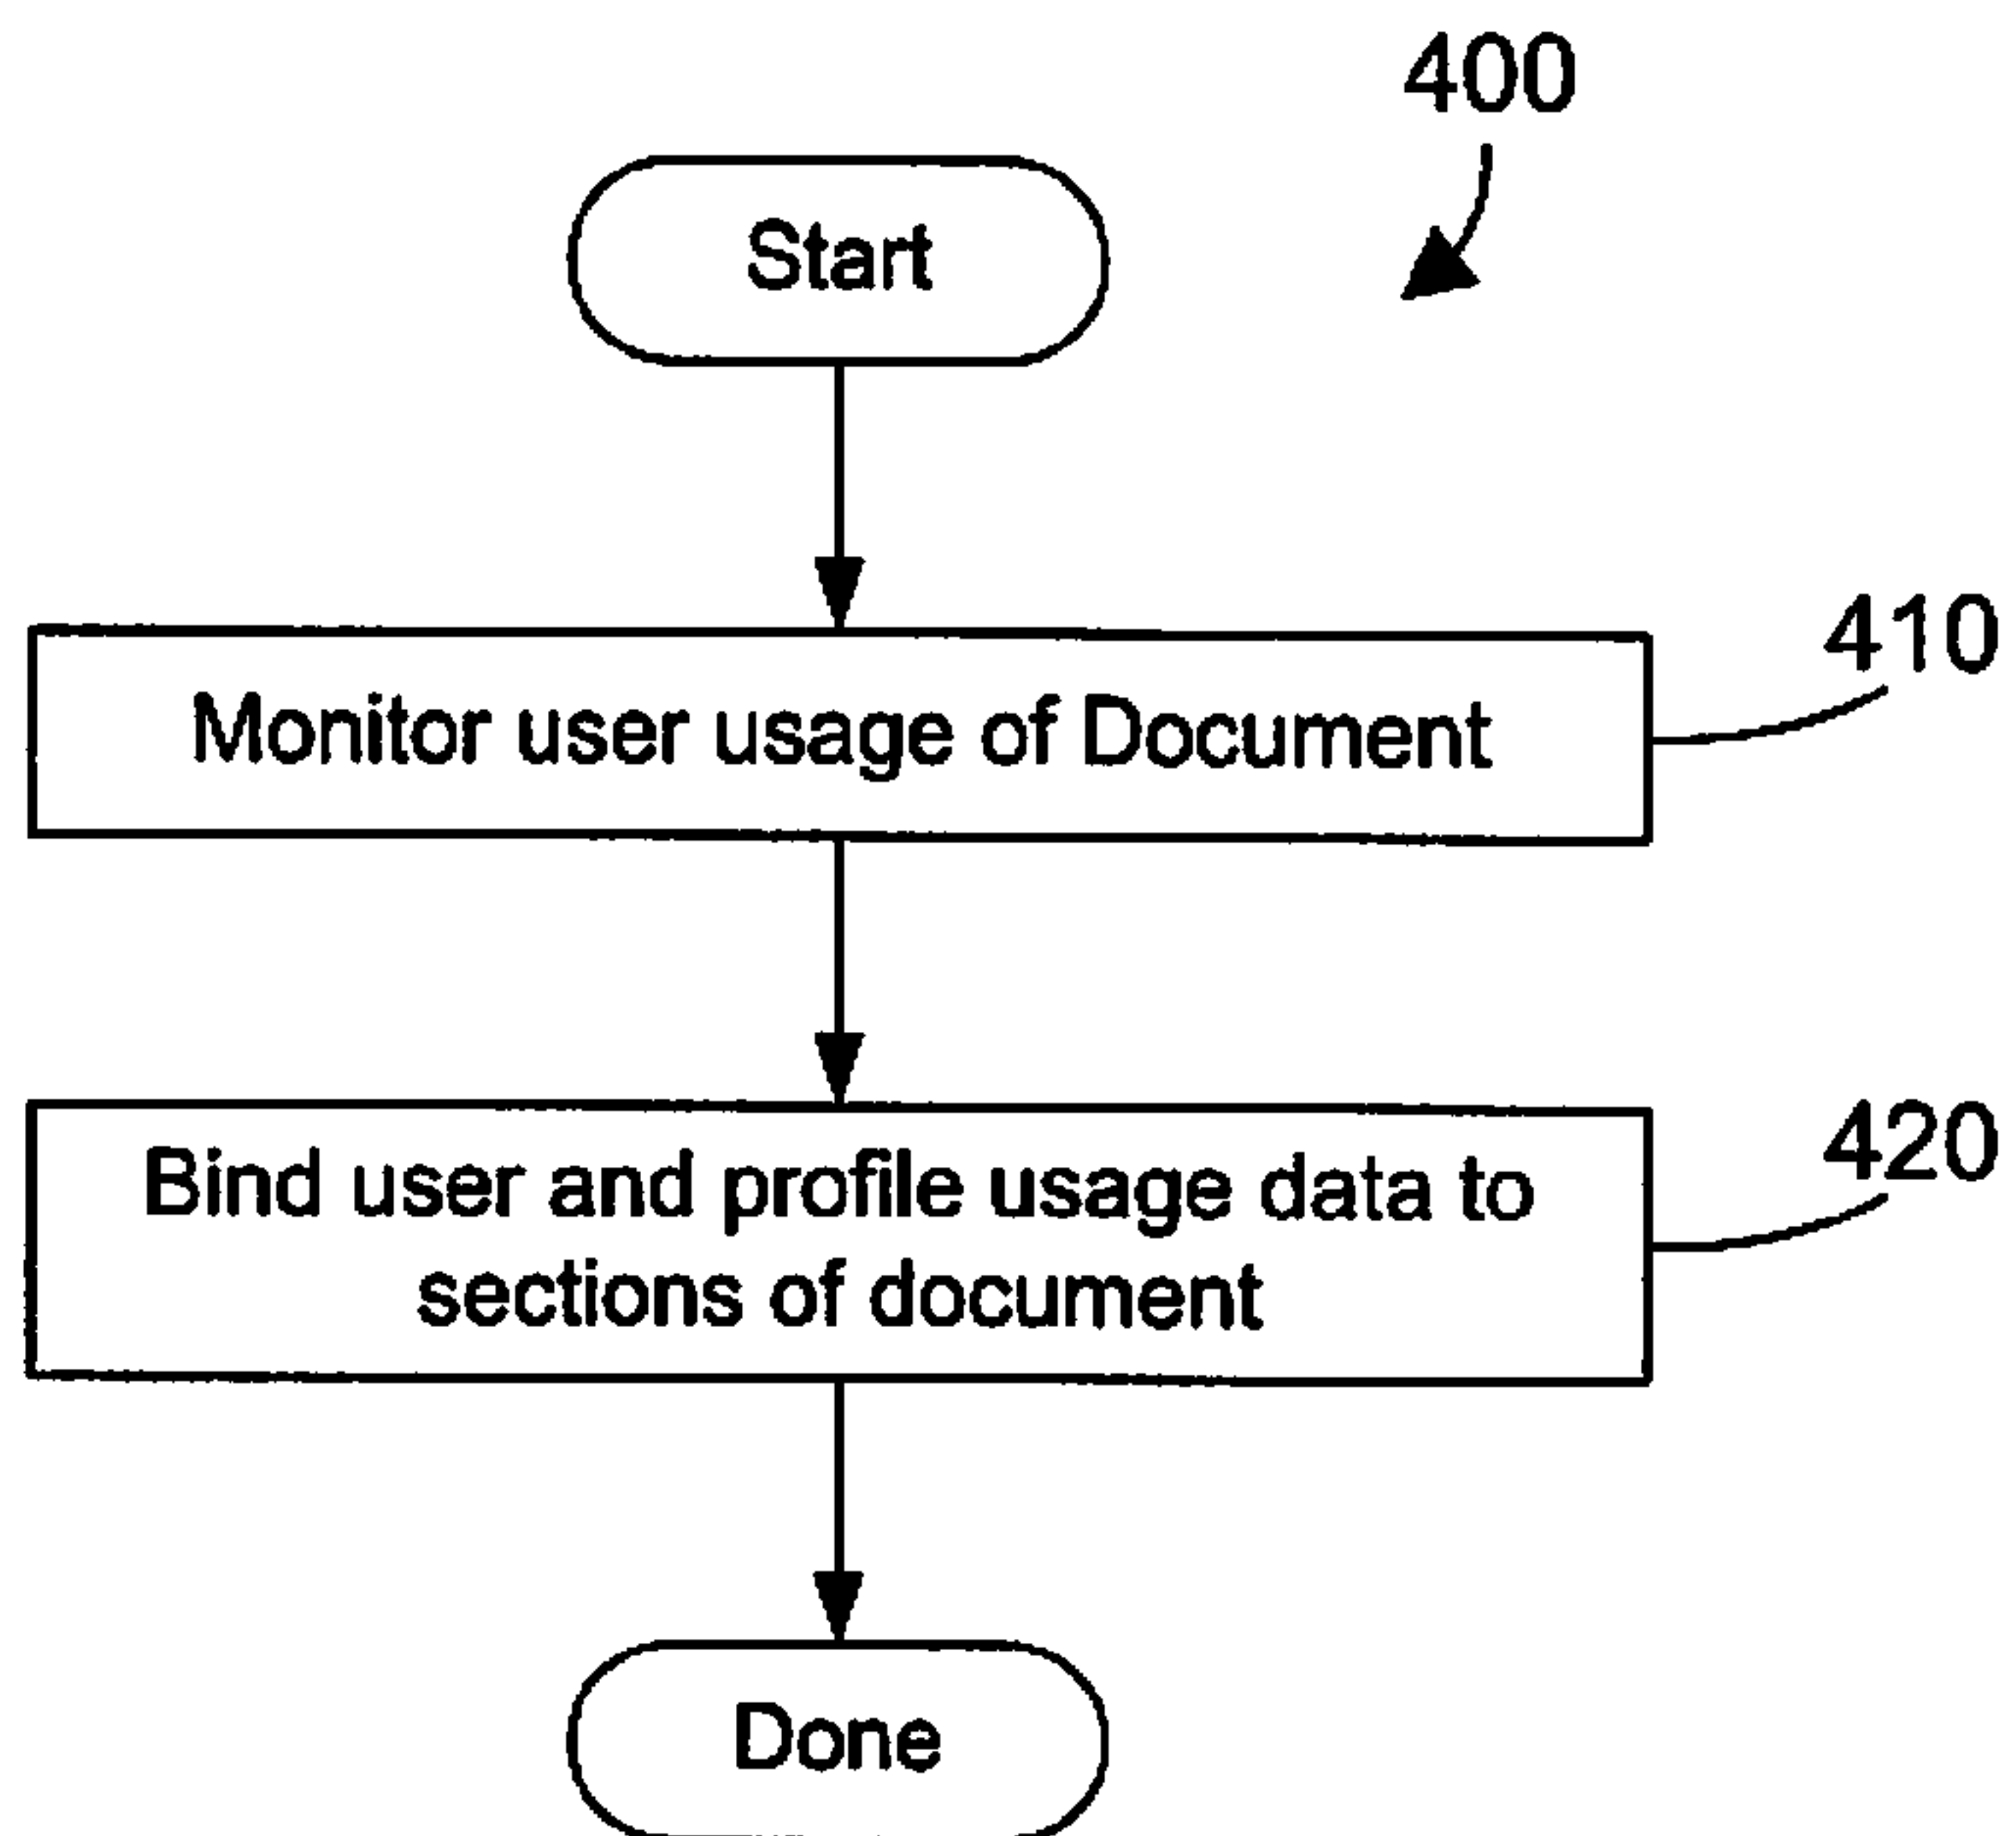 400
Start
410
Monitor user usage of Document
420
Bind user and profile usage data to
sections of document
Done